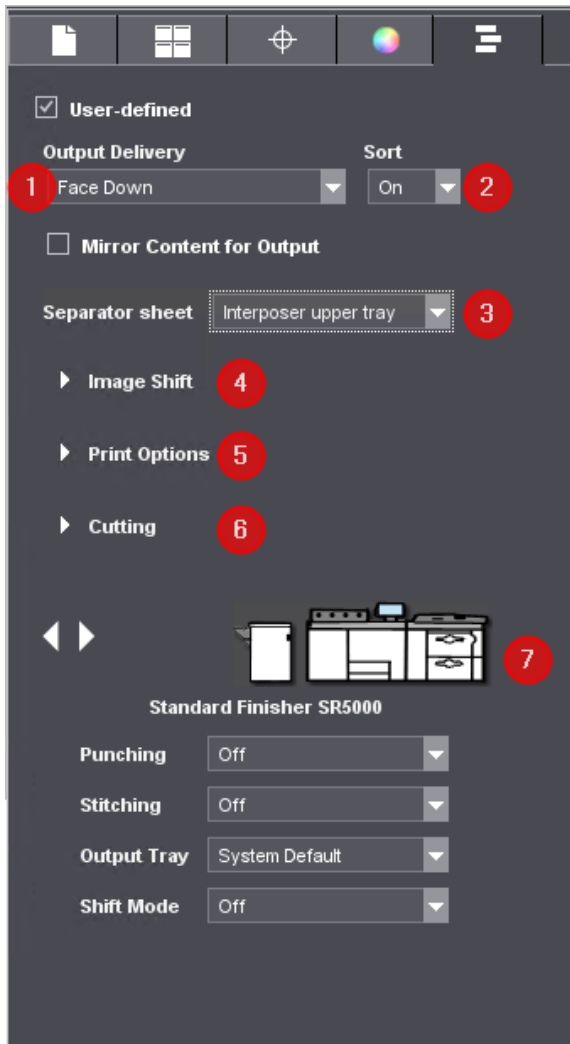 User-defined
Output Delivery Sort
1 Face Down On 2
Mirror Content for Output
Separator sheet Interposer upper tray 3
Image Shift 4
Print Options 5
Cutting 6
7
Standard Finisher SR5000
Punching Off
Stitching Off
Output Tray System Default
Shift Mode Off